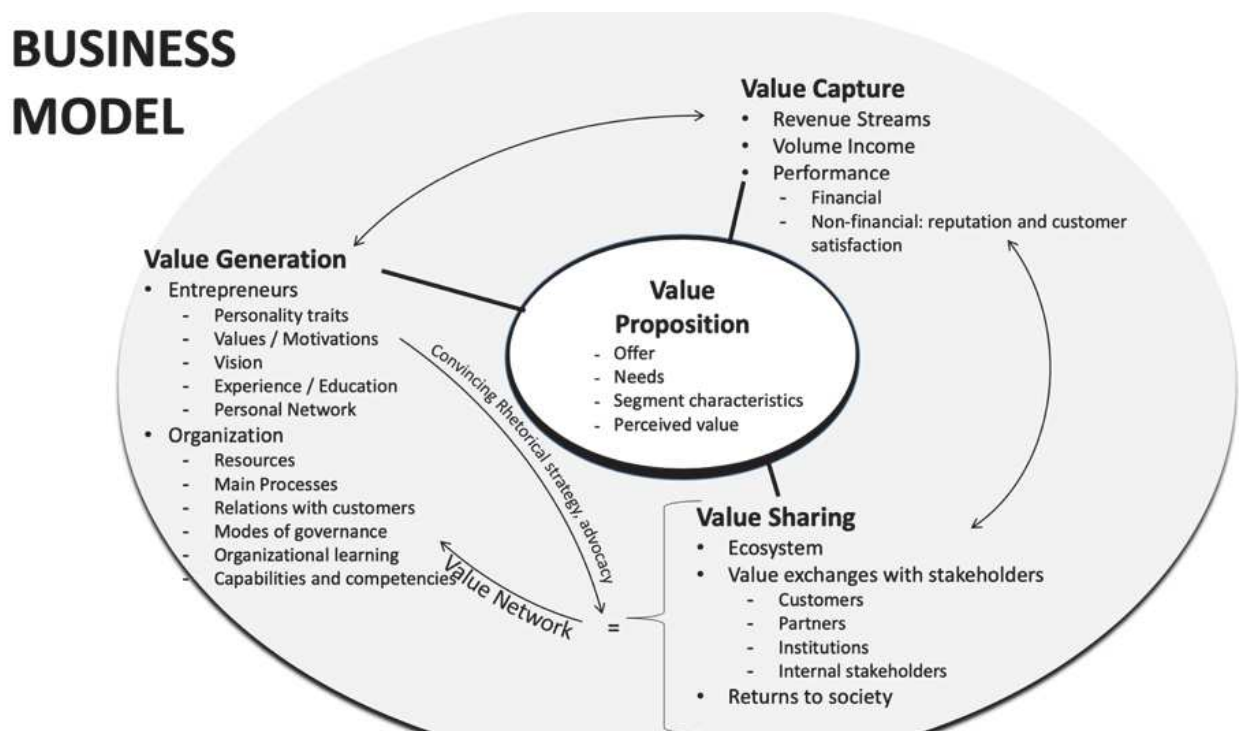 BUSINESS
MODEL
Value Capture
• Revenue Streams
• Volume Income
• Performance
- Financial
- Non-financial: reputation and customer
satisfaction
Value Generation
• Entrepreneurs
- Personality traits
- Values / Motivations
- Vision
- Experience / Education
- Personal Network
• Organization
- Resources
- Main Processes
- Relations with customers
- Modes of governance
- Organizational learning
- Capabilities and competencies
Convincing Rhetorical strategy, advocacy
Value Network
=
Value
Proposition
- Offer
- Needs
- Segment characteristics
- Perceived value
Value Sharing
• Ecosystem
• Value exchanges with stakeholders
- Customers
- Partners
- Institutions
- Internal stakeholders
• Returns to society